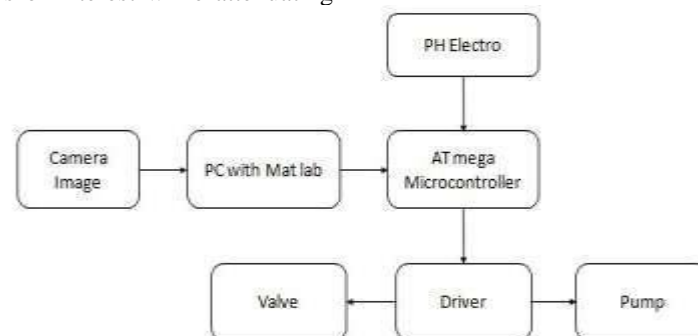 PH Electro
Camera
Image
PC with Mat lab
AT mega
Microcontroller
Valve
Driver
Pump